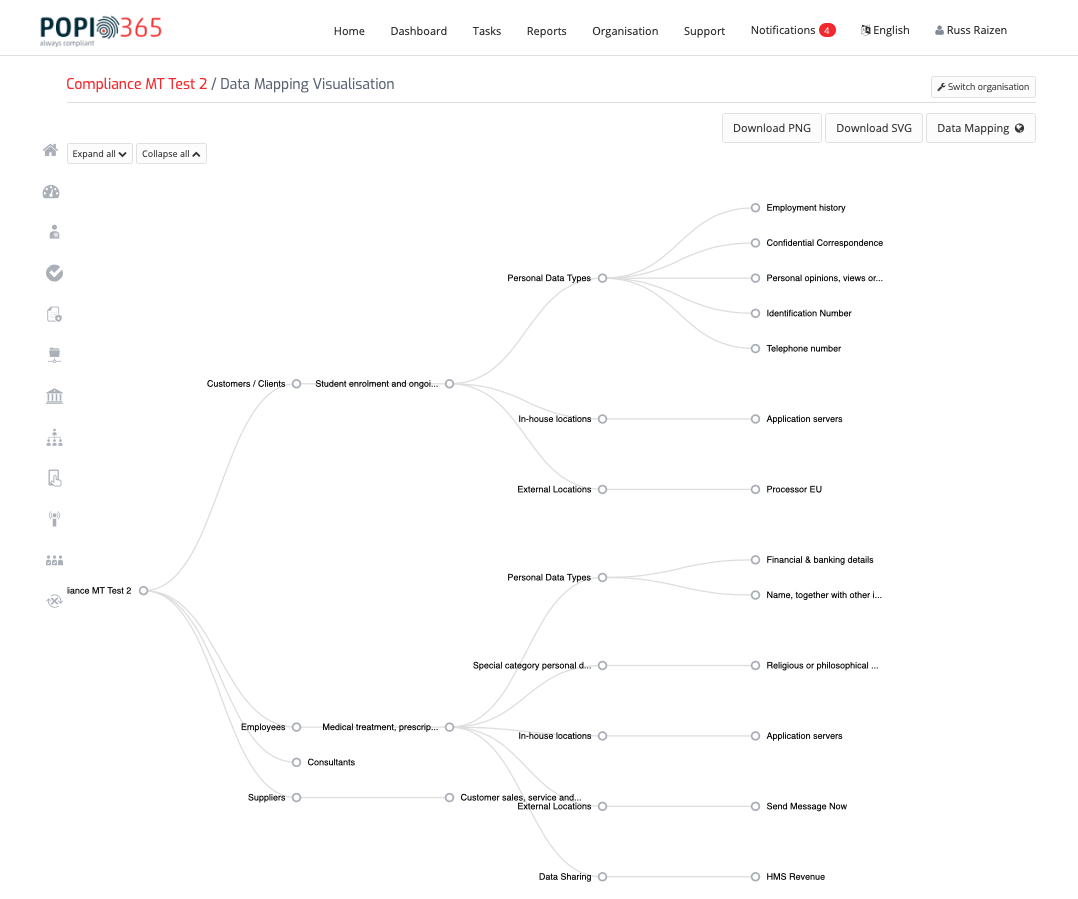 POPI 365
always compliant
Home Dashboard Tasks Reports Organisation Support Notifications 4 English Russ Raizen
Compliance MT Test 2 / Data Mapping Visualisation
Switch organisation
Download PNG Download SVG Data Mapping
Expand all Collapse all
Employment history
Confidential Correspondence
Personal Data Types Personal opinions, views or...
Identification Number
Telephone number
Customers / Clients Student enrolment and ongoi...
In-house locations Application servers
External Locations Processor EU
Financial & banking details
Personal Data Types
liance MT Test 2 Name, together with other i...
Special category personal d... Religious or philosophical ...
Employees Medical treatment, prescrip...
In-house locations Application servers
Consultants
Suppliers Customer sales, service and...
External Locations Send Message Now
Data Sharing HMS Revenue